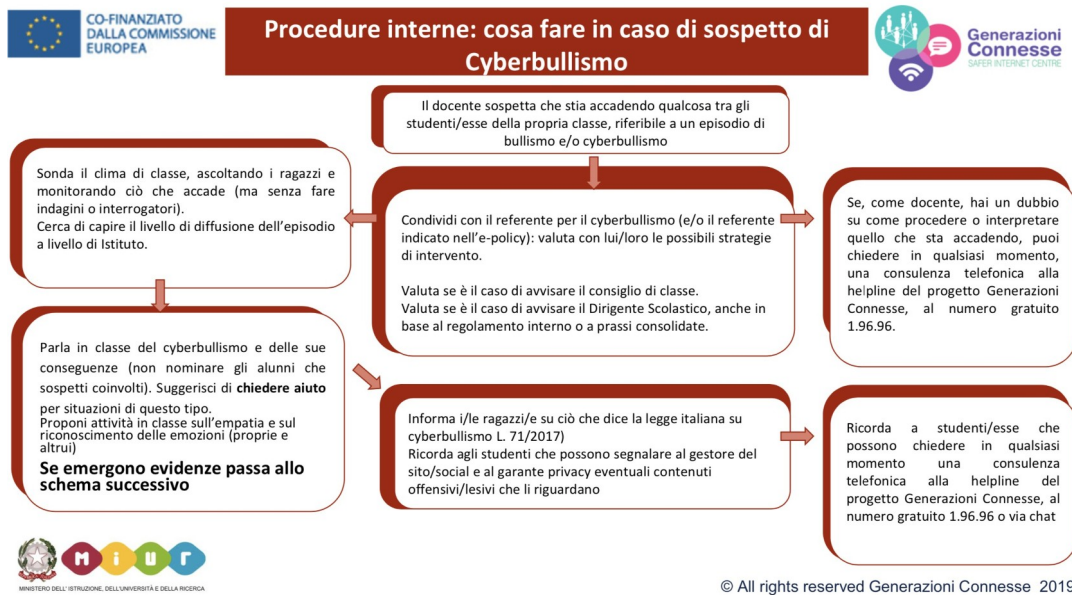 CO-FINANZIATO
DALLA COMMISSIONE
EUROPEA
Procedure interne: cosa fare in caso di sospetto di
Cyberbullismo
Generazioni
Connesse
SAFER INTERNET CENTRE
Il docente sospetta che stia accadendo qualcosa tra gli
studenti/esse della propria classe, riferibile a un episodio di
bullismo e/o cyberbullismo
Sonda il clima di classe, ascoltando i ragazzi e
monitorando ciò che accade (ma senza fare
indagini o interrogatori).
Cerca di capire il livello di diffusione dell’episodio
a livello di Istituto.
Condividi con il referente per il cyberbullismo (e/o il referente
indicato nell’e-policy): valuta con lui/loro le possibili strategie
di intervento.
Valuta se è il caso di avvisare il consiglio di classe.
Valuta se è il caso di avvisare il Dirigente Scolastico, anche in
base al regolamento interno o a prassi consolidate.
Se, come docente, hai un dubbio
su come procedere o interpretare
quello che sta accadendo, puoi
chiedere in qualsiasi momento,
una consulenza telefonica alla
helpline del progetto Generazioni
Connesse, al numero gratuito
1.96.96.
Parla in classe del cyberbullismo e delle sue
conseguenze (non nominare gli alunni che
sospetti coinvolti). Suggerisci di chiedere aiuto
per situazioni di questo tipo.
Proponi attività in classe sull’empatia e sul
riconoscimento delle emozioni (proprie e
altrui)
Se emergono evidenze passa allo
schema successivo
Informa i/le ragazzi/e su ciò che dice la legge italiana su
cyberbullismo L. 71/2017)
Ricorda agli studenti che possono segnalare al gestore del
sito/social e al garante privacy eventuali contenuti
offensivi/lesivi che li riguardano
Ricorda a studenti/esse che
possono chiedere in qualsiasi
momento una consulenza
telefonica alla helpline del
progetto Generazioni Connesse, al
numero gratuito 1.96.96 o via chat
m i u r
MINISTERO DELL’ ISTRUZIONE, DELL’UNIVERSITÀ E DELLA RICERCA
© All rights reserved Generazioni Connesse 2019